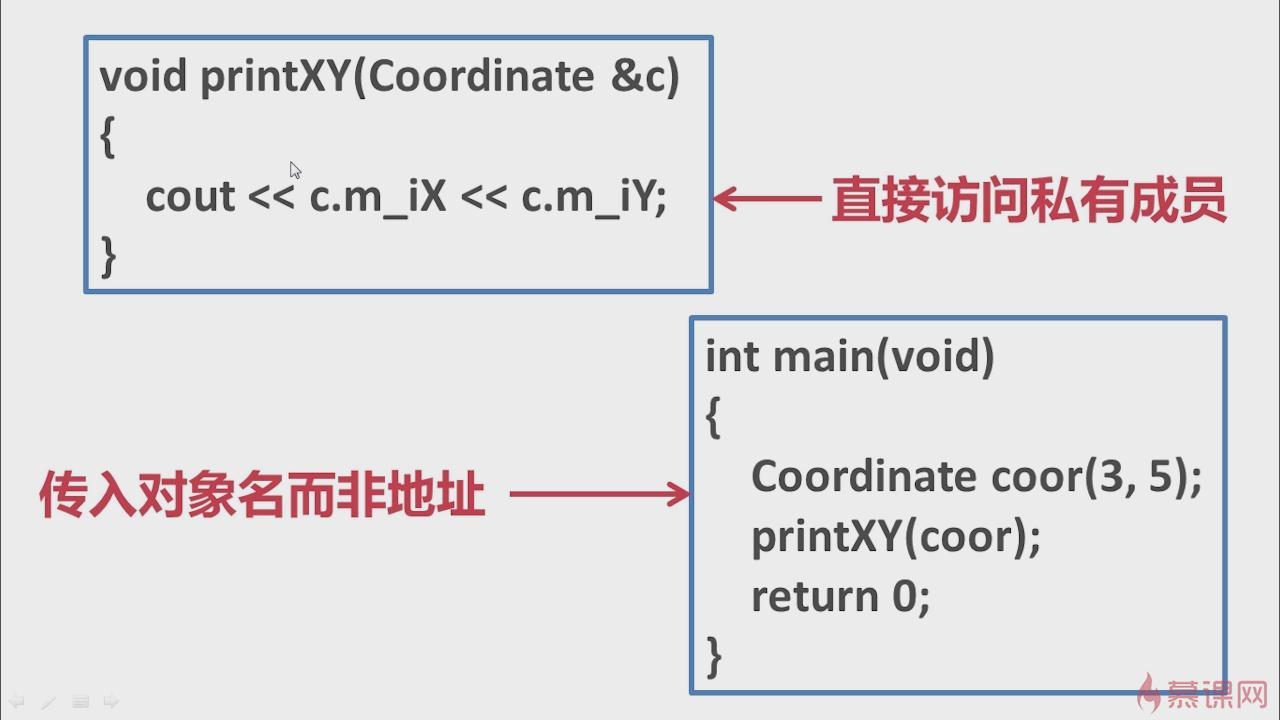 void printXY(Coordinate &c)
{
cout << c.m_iX << c.m_iY;
}
直接访问私有成员
int main(void)
{
Coordinate coor(3, 5);
printXY(coor);
return 0;
}
传入对象名而非地址
慕课网